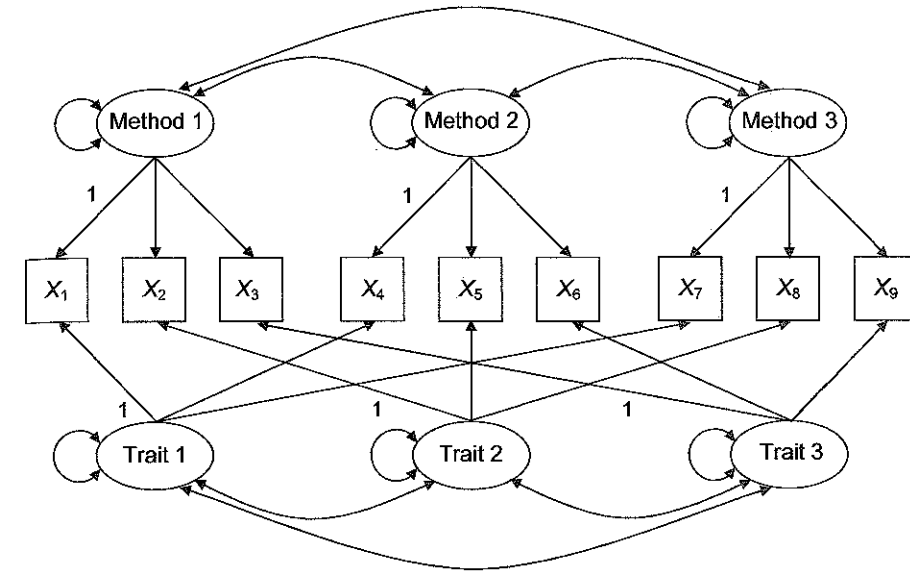 Method 1 Method 2 Method 3
1 1 1
X₁ X₂ X₃ X₄ X₅ X₆ X₇ X₈ X₉
1 1 1
Trait 1 Trait 2 Trait 3